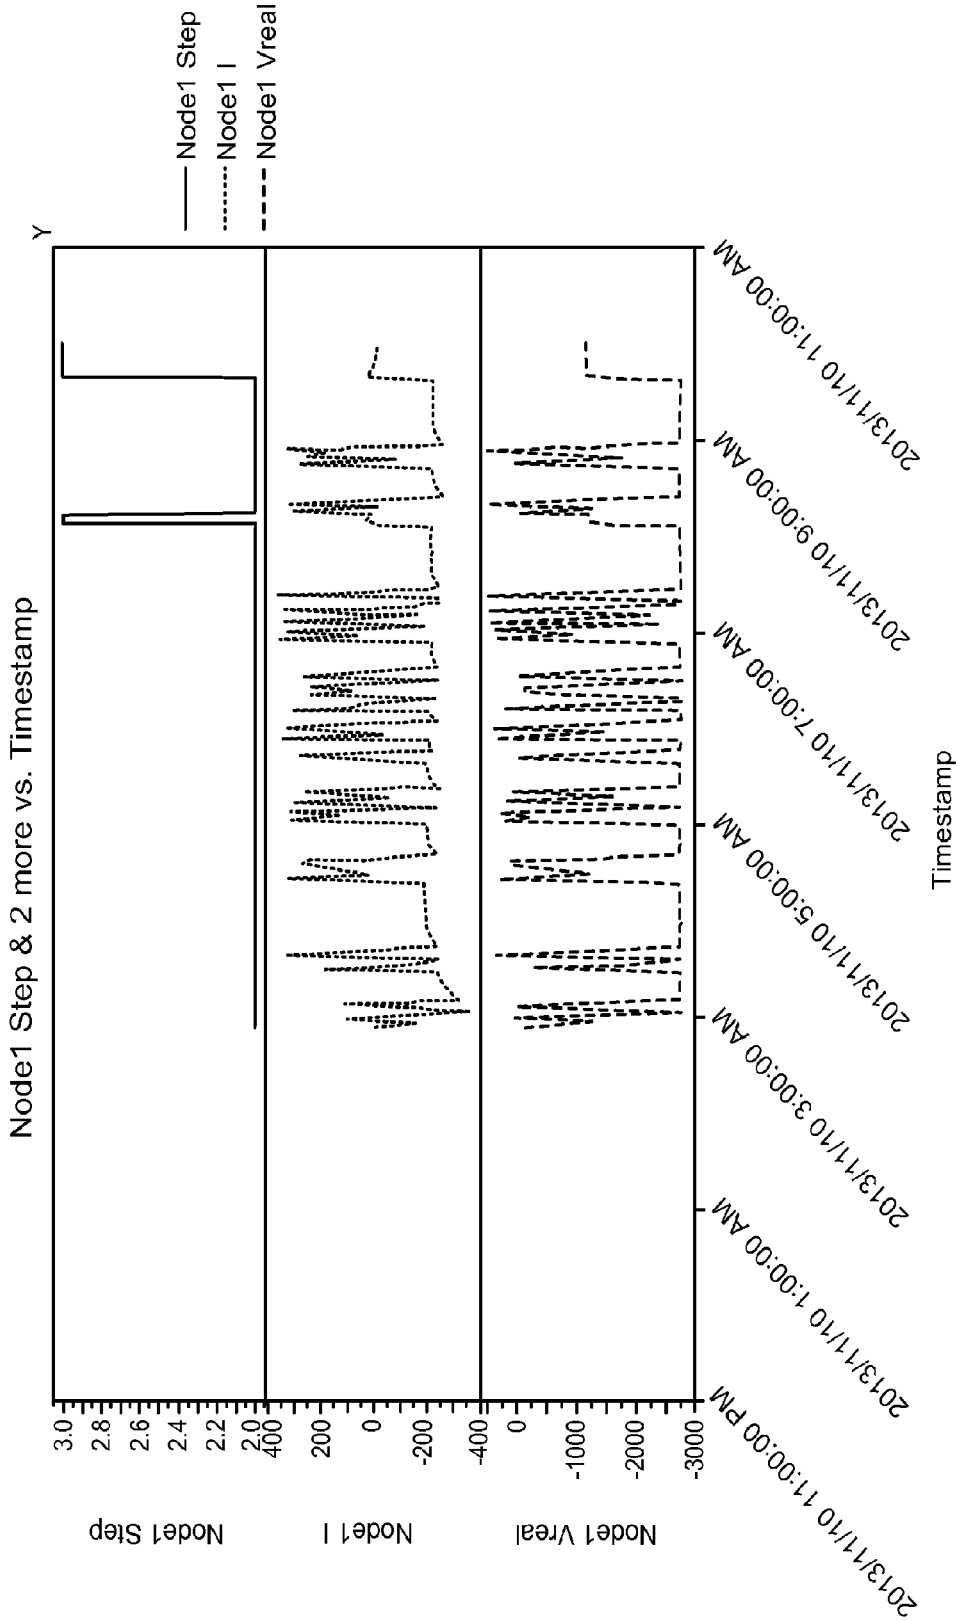 Node1 Step & 2 more vs. Timestamp
Y
Node1 Step
Node1 I
Node1 Vreal
Node1 Step
3.0
2.8
2.6
2.4
2.2
2.0
Node1 I
400
200
0
-200
-400
Node1 Vreal
0
-1000
-2000
-3000
2013/11/10 11:00:00 PM
2013/11/10 1:00:00 AM
2013/11/10 3:00:00 AM
2013/11/10 5:00:00 AM
2013/11/10 7:00:00 AM
2013/11/10 9:00:00 AM
2013/11/10 11:00:00 AM
Timestamp